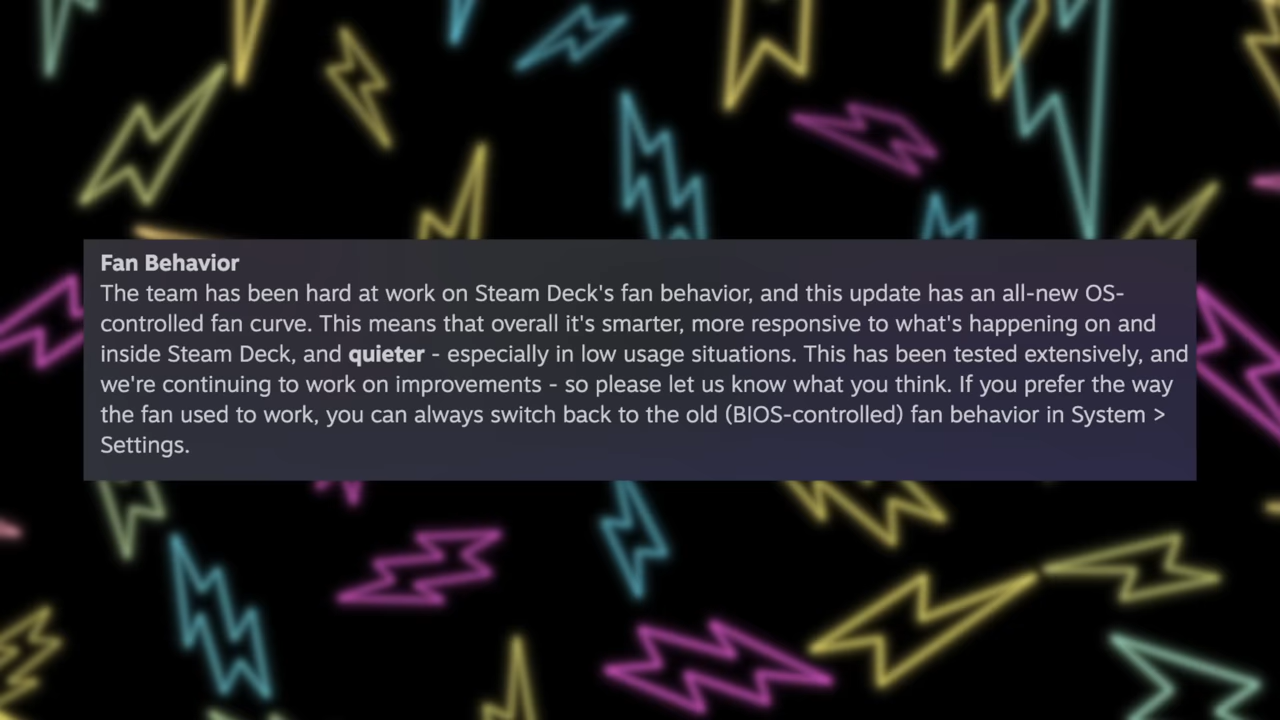 Fan Behavior
The team has been hard at work on Steam Deck's fan behavior, and this update has an all-new OS-
controlled fan curve. This means that overall it's smarter, more responsive to what's happening on and
inside Steam Deck, and quieter - especially in low usage situations. This has been tested extensively, and
we're continuing to work on improvements - so please let us know what you think. If you prefer the way
the fan used to work, you can always switch back to the old (BIOS-controlled) fan behavior in System >
Settings.